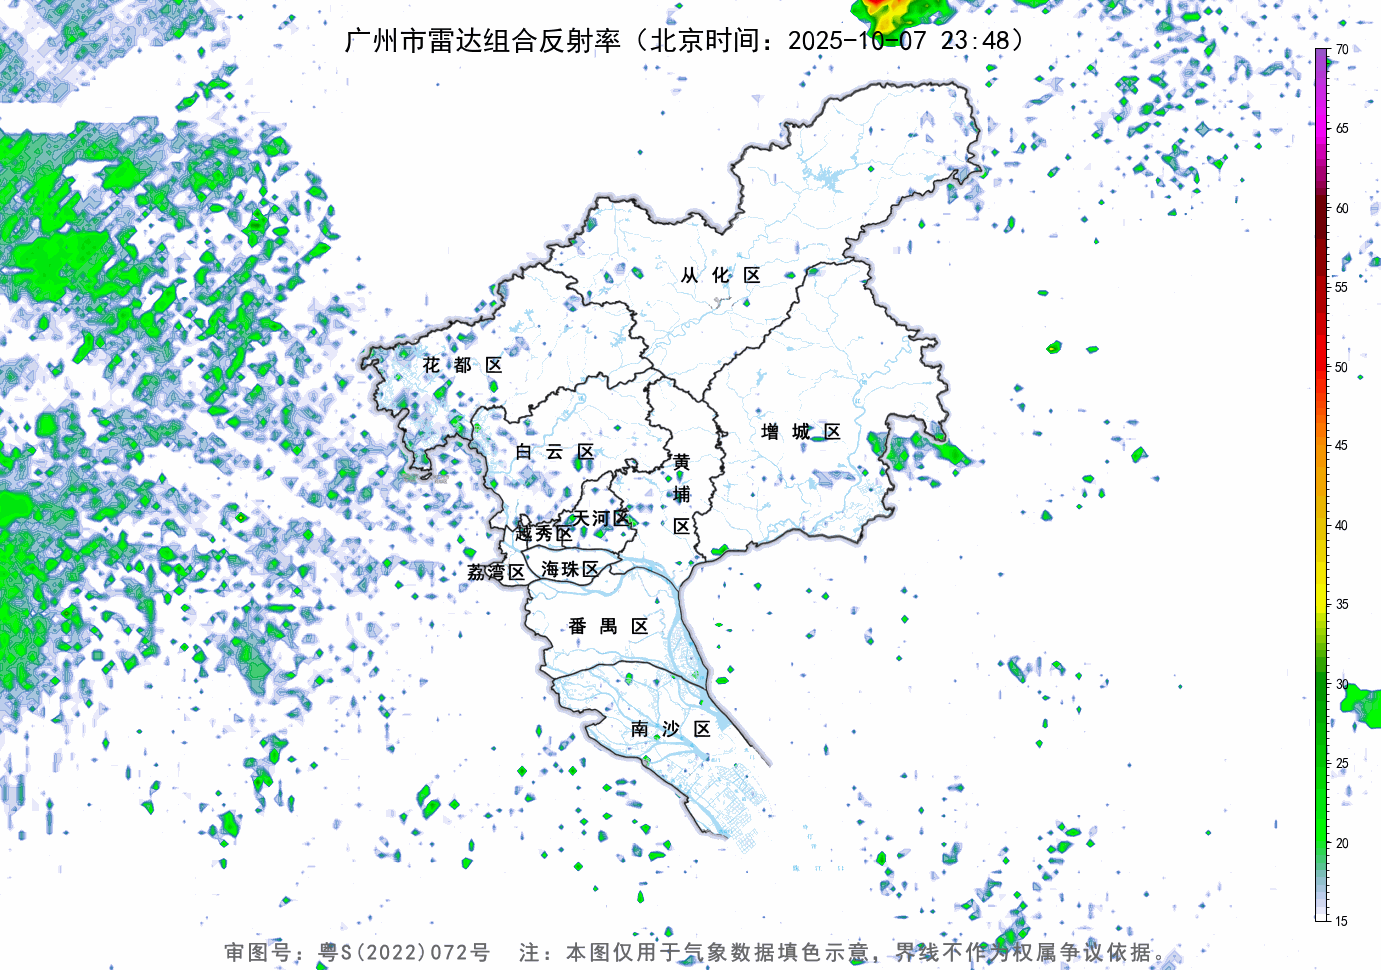 广州市雷达组合反射率（北京时间：2025-10-07 23:48）
70
65
60
55
50
45
40
35
30
25
20
15
从 化 区
花 都 区
增 城 区
白 云 区
黄
埔
区
天河区
越秀区
荔湾区
海珠区
番 禺 区
南 沙 区
审图号：粤S(2022)072号 注：本图仅用于气象数据填色示意，界线不作为权属争议依据。